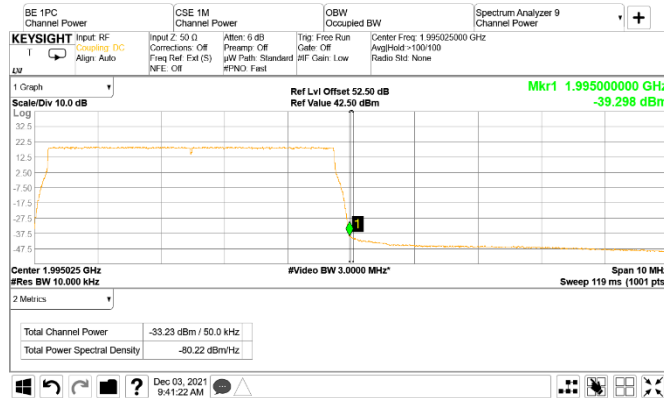 BE 1PC
Channel Power
CSE 1M
Channel Power
OBW
Occupied BW
Spectrum Analyzer 9
Channel Power
+
KEYSIGHT Input: RF
Coupling: DC
Align: Auto
LXI
Input Z: 50 Ω
Corrections: Off
Freq Ref: Ext (S)
NFE: Off
Atten: 6 dB
Preamp: Off
µW Path: Standard
#PNO: Fast
Trig: Free Run
Gate: Off
#IF Gain: Low
Center Freq: 1.995025000 GHz
Avg|Hold:>100/100
Radio Std: None
1 Graph
Scale/Div 10.0 dB
Log
Ref Lvl Offset 52.50 dB
Ref Value 42.50 dBm
Mkr1 1.995000000 GHz
-39.298 dBm
32.5
22.5
12.5
2.50
-7.50
-17.5
-27.5
-37.5
-47.5
1
Center 1.995025 GHz
#Res BW 10.000 kHz
#Video BW 3.0000 MHz*
Span 10 MHz
Sweep 119 ms (1001 pts)
2 Metrics
Total Channel Power -33.23 dBm / 50.0 kHz
Total Power Spectral Density -80.22 dBm/Hz
?
Dec 03, 2021
9:41:22 AM